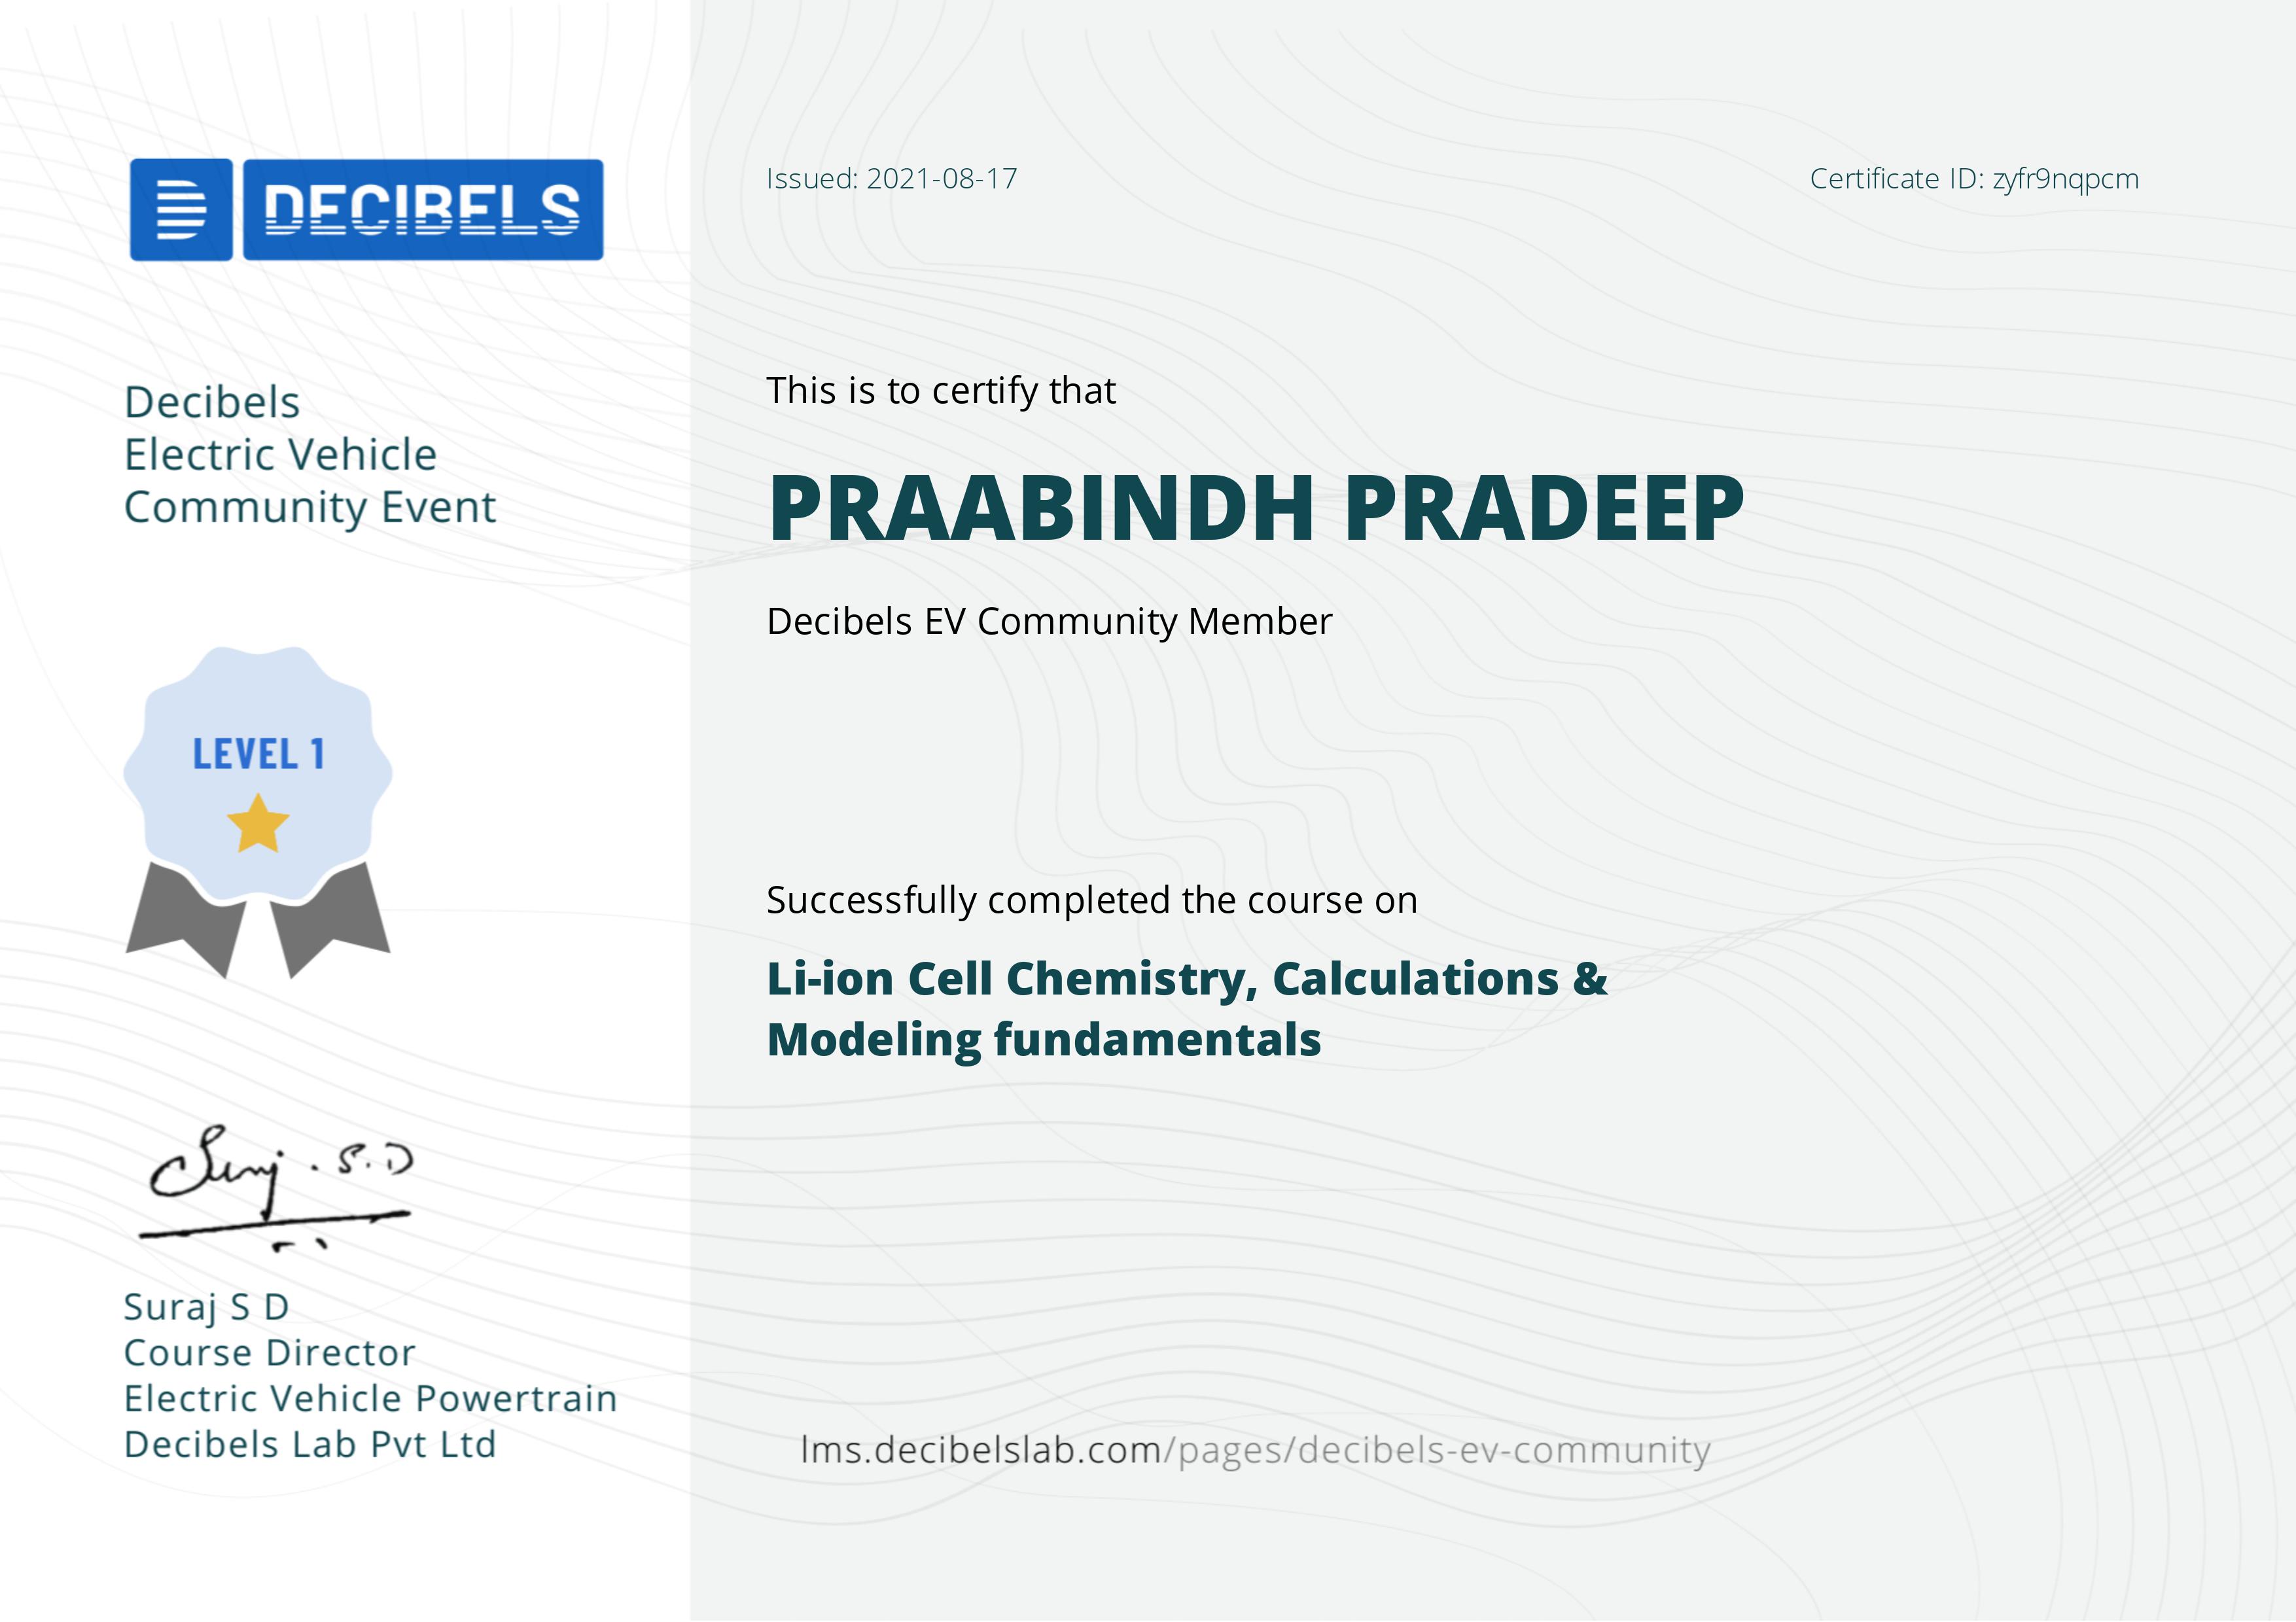 DECIBELS
Issued: 2021-08-17
Certificate ID: zyfr9nqpcm
Decibels
Electric Vehicle
Community Event
This is to certify that
PRAABINDH PRADEEP
Decibels EV Community Member
LEVEL 1
Successfully completed the course on
Li-ion Cell Chemistry, Calculations &
Modeling fundamentals
Suraj . S.D
Suraj S D
Course Director
Electric Vehicle Powertrain
Decibels Lab Pvt Ltd
lms.decibelslab.com/pages/decibels-ev-community